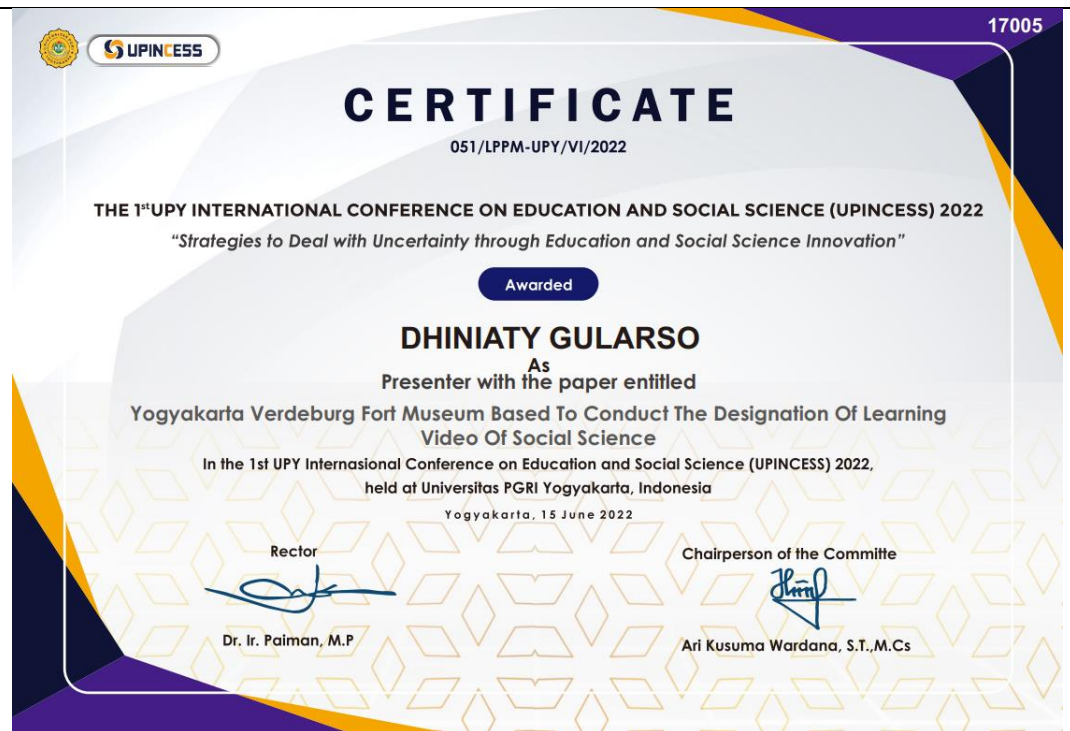 17005
UPINCESS
CERTIFICATE
051/LPPM-UPY/VI/2022
THE 1st UPY INTERNATIONAL CONFERENCE ON EDUCATION AND SOCIAL SCIENCE (UPINCESS) 2022
“Strategies to Deal with Uncertainty through Education and Social Science Innovation”
Awarded
DHINIATY GULARSO
As
Presenter with the paper entitled
Yogyakarta Verdeburg Fort Museum Based To Conduct The Designation Of Learning
Video Of Social Science
In the 1st UPY Internasional Conference on Education and Social Science (UPINCESS) 2022,
held at Universitas PGRI Yogyakarta, Indonesia
Yogyakarta, 15 June 2022
Rector
Chairperson of the Committe
Dr. Ir. Paiman, M.P
Ari Kusuma Wardana, S.T.,M.Cs